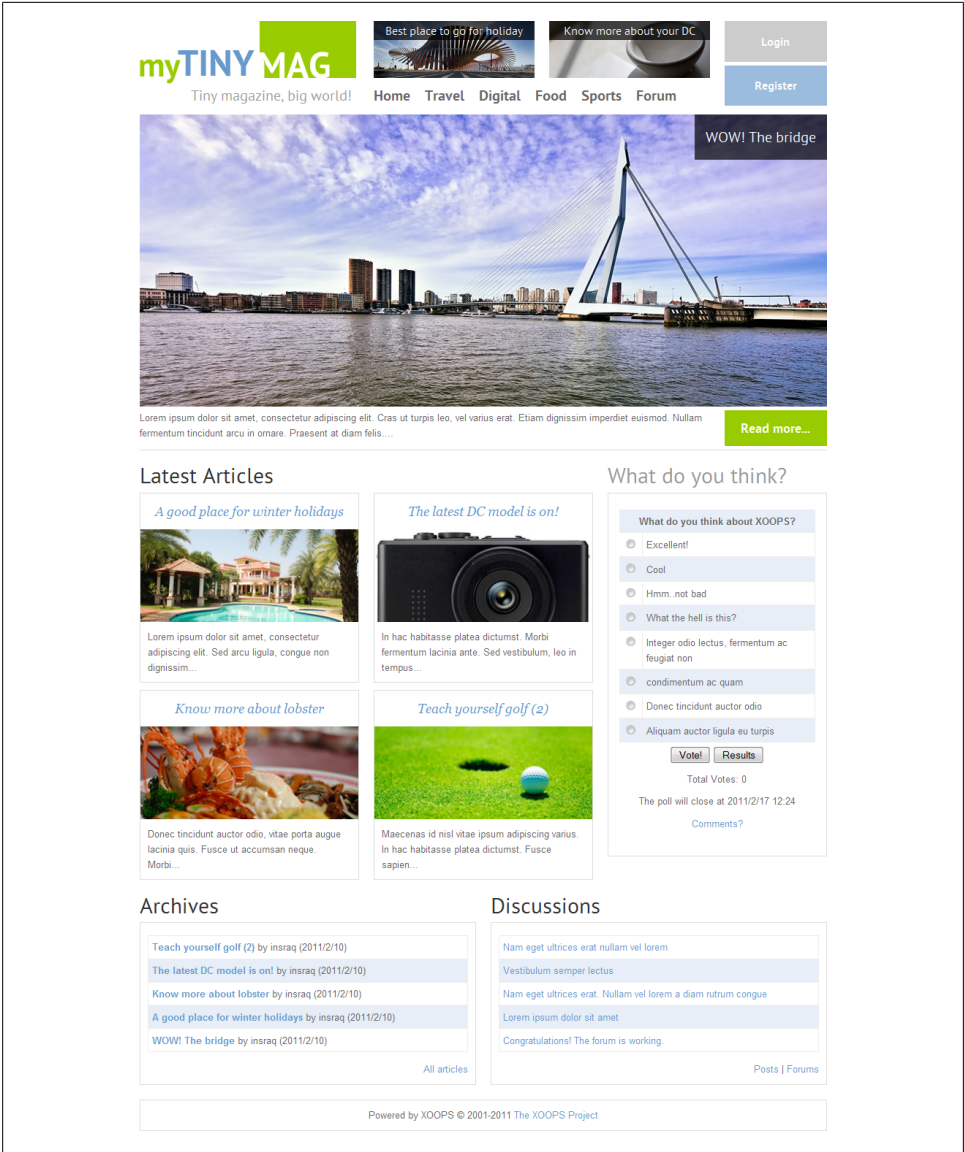 myTINYMAG
Tiny magazine, big world!
Best place to go for holiday
Know more about your DC
Login
Register
Home Travel Digital Food Sports Forum
WOW! The bridge
Lorem ipsum dolor sit amet, consectetur adipiscing elit. Cras ut turpis leo, vel varius erat. Etiam dignissim imperdiet euismod. Nullam
fermentum tincidunt arcu in ornare. Praesent at diam felis....
Read more...
Latest Articles
A good place for winter holidays
Lorem ipsum dolor sit amet, consectetur
adipiscing elit. Sed arcu ligula, congue non
dignissim...
The latest DC model is on!
In hac habitasse platea dictumst. Morbi
fermentum lacinia ante. Sed vestibulum, leo in
tempus...
Know more about lobster
Donec tincidunt auctor odio, vitae porta augue
lacinia quis. Fusce ut accumsan neque.
Morbi...
Teach yourself golf (2)
Maecenas id nisl vitae ipsum adipiscing varius.
In hac habitasse platea dictumst. Fusce
sapien...
What do you think?
What do you think about XOOPS?
Excellent!
Cool
Hmm..not bad
What the hell is this?
Integer odio lectus, fermentum ac
feugiat non
condimentum ac quam
Donec tincidunt auctor odio
Aliquam auctor ligula eu turpis
Vote! Results
Total Votes: 0
The poll will close at 2011/2/17 12:24
Comments?
Archives
Teach yourself golf (2) by insraq (2011/2/10)
The latest DC model is on! by insraq (2011/2/10)
Know more about lobster by insraq (2011/2/10)
A good place for winter holidays by insraq (2011/2/10)
WOW! The bridge by insraq (2011/2/10)
All articles
Discussions
Nam eget ultrices erat nullam vel lorem
Vestibulum semper lectus
Nam eget ultrices erat. Nullam vel lorem a diam rutrum congue
Lorem ipsum dolor sit amet
Congratulations! The forum is working.
Posts | Forums
Powered by XOOPS © 2001-2011 The XOOPS Project